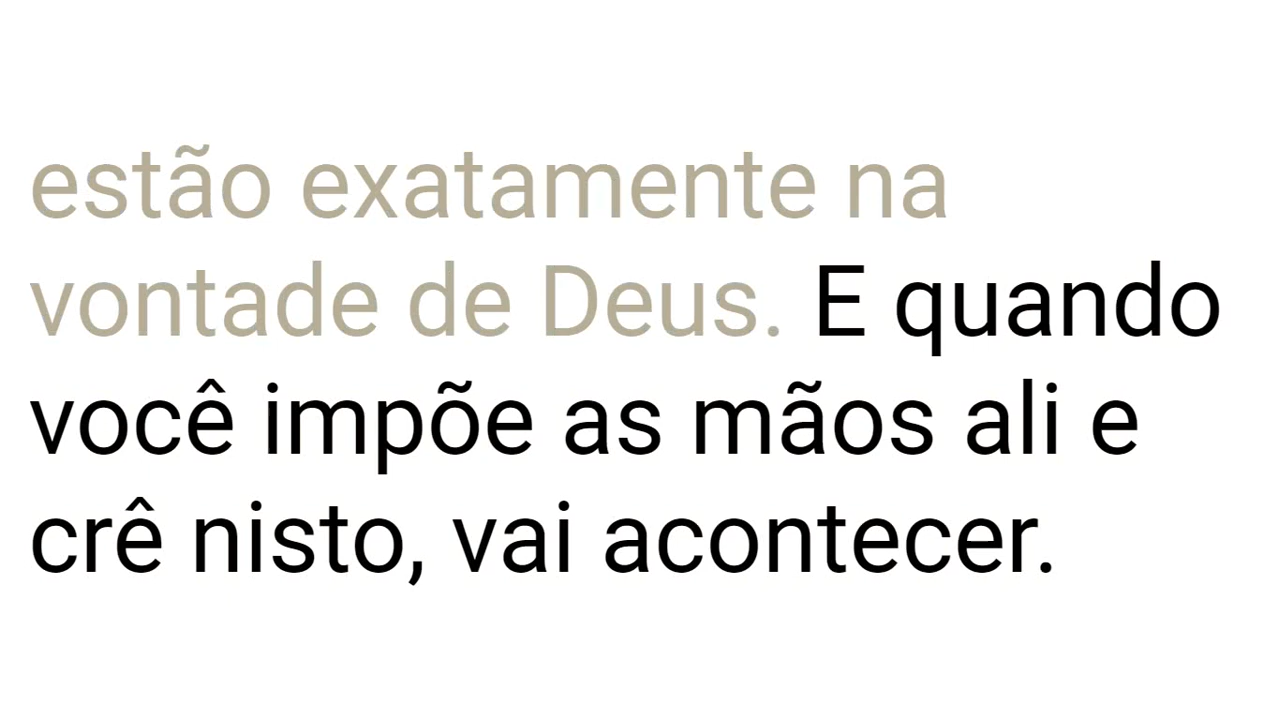 estão exatamente na
vontade de Deus. E quando
você impõe as mãos ali e
crê nisto, vai acontecer.